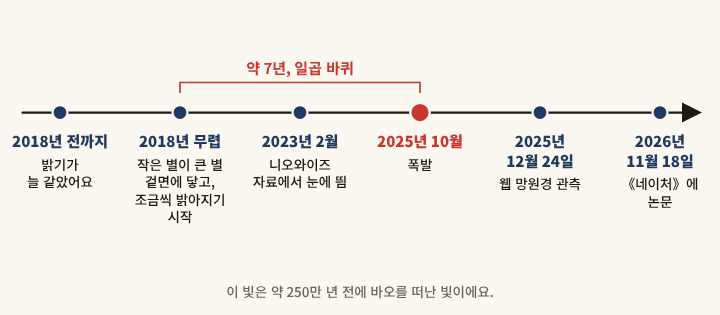 약 7년, 일곱 바퀴
2018년 전까지
밝기가
늘 같았어요
2018년 무렵
작은 별이 큰 별
겉면에 닿고,
조금씩 밝아지기
시작
2023년 2월
니오와이즈
자료에서 눈에 띔
2025년 10월
폭발
2025년
12월 24일
웹 망원경 관측
2026년
11월 18일
《네이처》에
논문
이 빛은 약 250만 년 전에 바오를 떠난 빛이에요.